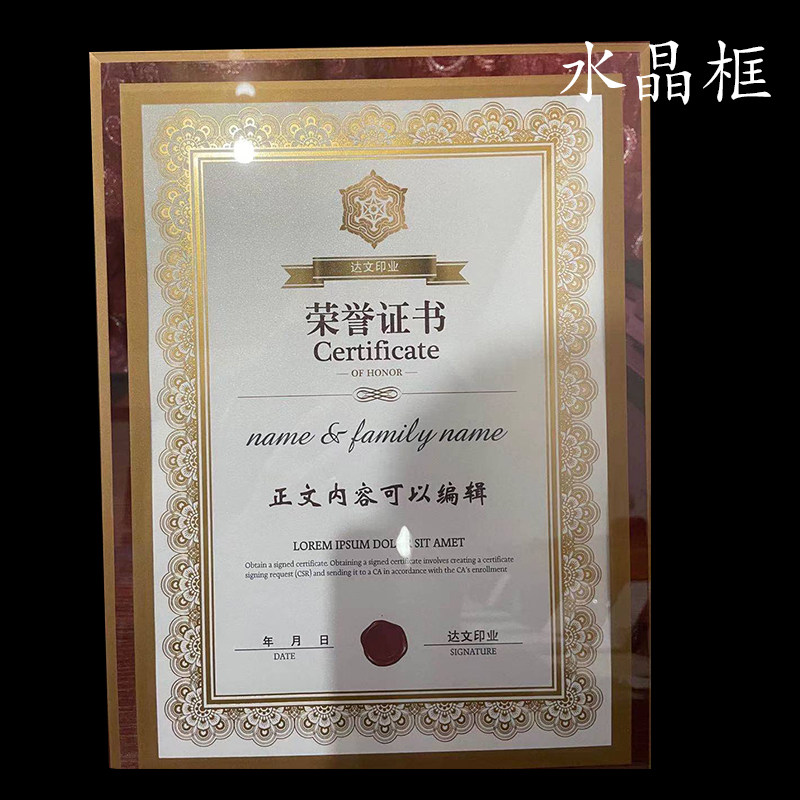 水晶框
达文印业
荣誉证书
Certificate
OF HONOR
name & family name
正文内容可以编辑
LOREM IPSUM DOLOR SIT AMET
Obtain a signed certificate. Obtaining a signed certificate involves creating a certificate
signing request (CSR) and sending it to a CA in accordance with the CA's enrollment
年 月 日
DATE
达文印业
SIGNATURE